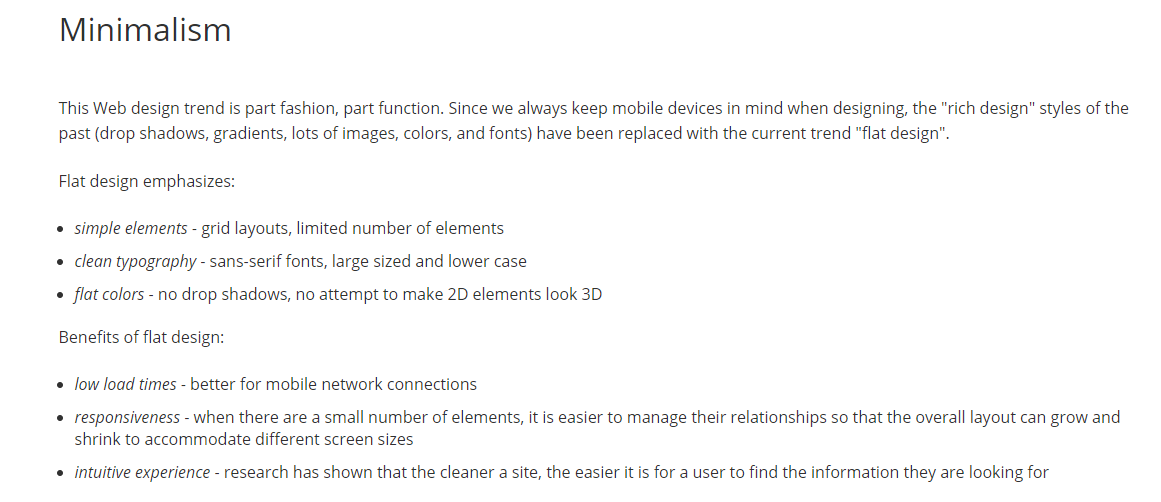 Minimalism
This Web design trend is part fashion, part function. Since we always keep mobile devices in mind when designing, the "rich design" styles of the
past (drop shadows, gradients, lots of images, colors, and fonts) have been replaced with the current trend "flat design".
Flat design emphasizes:
• simple elements - grid layouts, limited number of elements
• clean typography - sans-serif fonts, large sized and lower case
• flat colors - no drop shadows, no attempt to make 2D elements look 3D
Benefits of flat design:
• low load times - better for mobile network connections
• responsiveness - when there are a small number of elements, it is easier to manage their relationships so that the overall layout can grow and
shrink to accommodate different screen sizes
• intuitive experience - research has shown that the cleaner a site, the easier it is for a user to find the information they are looking for